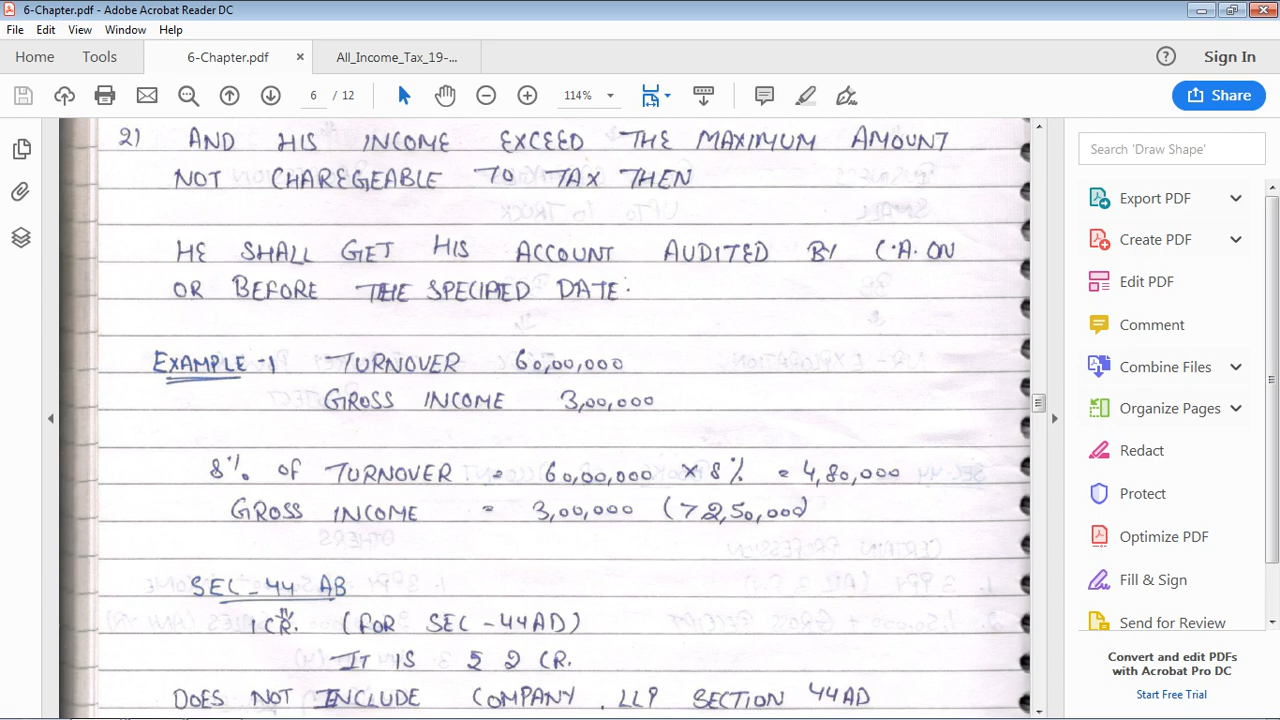 6-Chapter.pdf - Adobe Acrobat Reader DC
File Edit View Window Help
Home Tools 6-Chapter.pdf × All_Income_Tax_19-... ? Sign In
6 / 12 114% Share
2) AND HIS INCOME EXCEED THE MAXIMUM AMOUNT
NOT CHAREGEABLE TO TAX THEN
HE SHALL GET HIS ACCOUNT AUDITED BY C.A. ON
OR BEFORE THE SPECIFIED DATE:
EXAMPLE-1 TURNOVER 60,00,000
GROSS INCOME 3,00,000
8% OF TURNOVER = 60,00,000 × 8% = 4,80,000
GROSS INCOME = 3,00,000 (>2,50,000)
SEC-44 AB
1 CR. (FOR SEC-44AD)
IT IS 2 CR.
DOES NOT INCLUDE COMPANY, LLP SECTION 44AD
Search 'Draw Shape'
Export PDF
Create PDF
Edit PDF
Comment
Combine Files
Organize Pages
Redact
Protect
Optimize PDF
Fill & Sign
Send for Review
Convert and edit PDFs
with Acrobat Pro DC
Start Free Trial